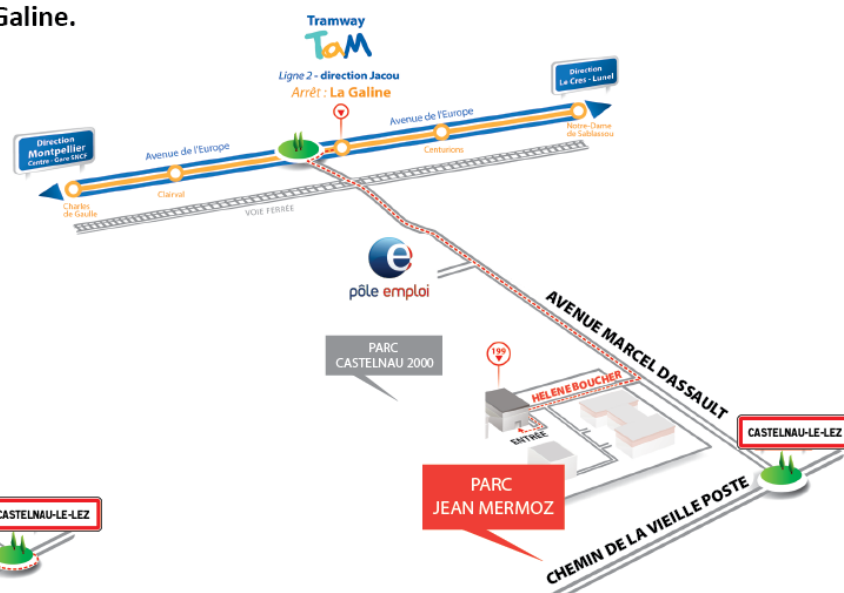 Galine.
Tramway
TaM
Ligne 2 - direction Jacou
Arrêt : La Galine
Direction
Le Cres - Lunel
Direction
Montpellier
Centre - Gare SNCF
Avenue de l'Europe
Avenue de l'Europe
Notre-Dame
de Sablassou
Centurions
Clairval
Charles
de Gaulle
VOIE FERRÉE
pôle emploi
AVENUE MARCEL DASSAULT
PARC
CASTELNAU 2000
199
HELENE BOUCHER
ENTRÉE
CASTELNAU-LE-LEZ
PARC
JEAN MERMOZ
CHEMIN DE LA VIEILLE POSTE
CASTELNAU-LE-LEZ